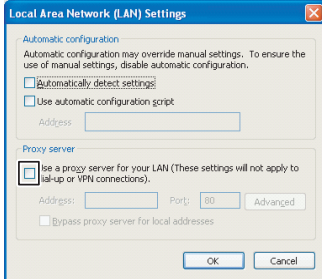 Local Area Network (LAN) Settings
Automatic configuration
Automatic configuration may override manual settings. To ensure the
use of manual settings, disable automatic configuration.
Automatically detect settings
Use automatic configuration script
Address
Proxy server
Use a proxy server for your LAN (These settings will not apply to
dial-up or VPN connections).
Address:
Port:
80
Advanced
Bypass proxy server for local addresses
OK
Cancel